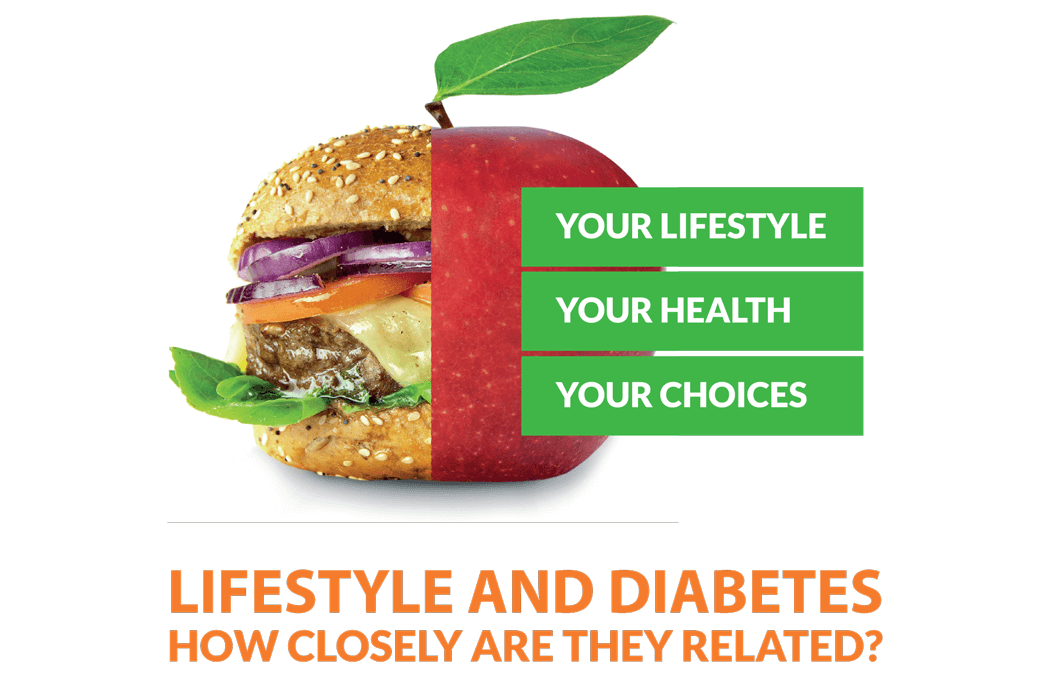 YOUR LIFESTYLE
YOUR HEALTH
YOUR CHOICES
LIFESTYLE AND DIABETES
HOW CLOSELY ARE THEY RELATED?